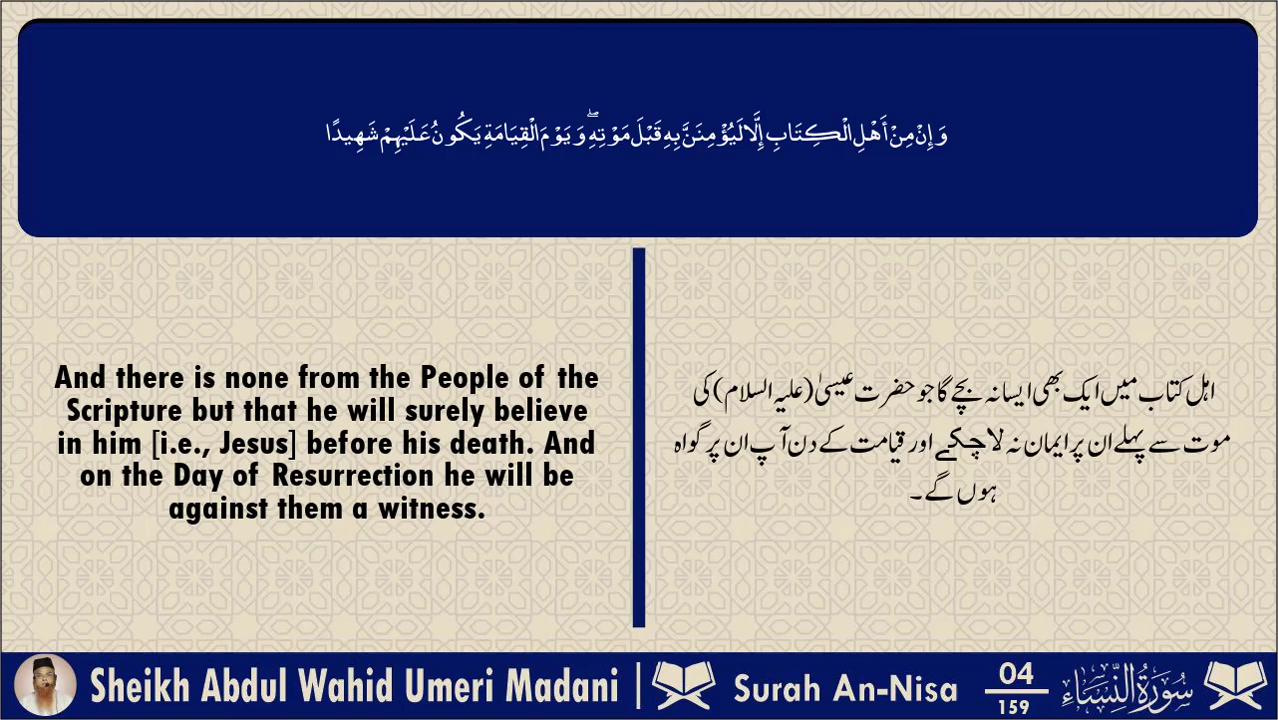 وَإِنْ مِنْ أَهْلِ الْكِتَابِ إِلَّا لَيُؤْمِنَنَّ بِهِ قَبْلَ مَوْتِهِ ۖ وَيَوْمَ الْقِيَامَةِ يَكُونُ عَلَيْهِمْ شَهِيدًا
And there is none from the People of the
Scripture but that he will surely believe
in him [i.e., Jesus] before his death. And
on the Day of Resurrection he will be
against them a witness.
اہل کتاب میں ایک بھی ایسا نہ بچے گا جو حضرت عیسیٰ (علیہ السلام) کی
موت سے پہلے ان پر ایمان نہ لاچکے اور قیامت کے دن آپ ان پر گواه
ہوں گے۔
Sheikh Abdul Wahid Umeri Madani |
Surah An-Nisa
04
159
سُورَةُ النِّسَاء